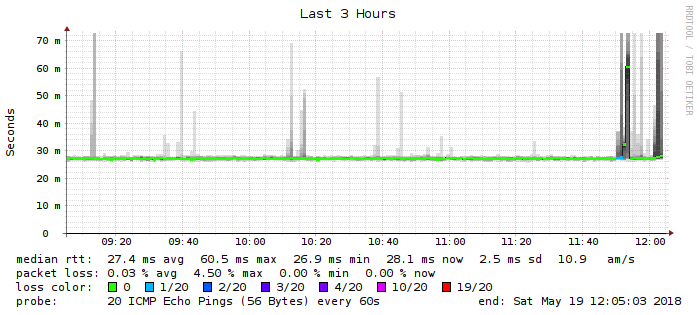 Last 3 Hours
RRDTOOL / TOBI OETIKER
Seconds
70 m
60 m
50 m
40 m
30 m
20 m
10 m
0
09:20 09:40 10:00 10:20 10:40 11:00 11:20 11:40 12:00
median rtt: 27.4 ms avg 60.5 ms max 26.9 ms min 28.1 ms now 2.5 ms sd 10.9 am/s
packet loss: 0.03 % avg 4.50 % max 0.00 % min 0.00 % now
loss color: 0 1/20 2/20 3/20 4/20 10/20 19/20
probe: 20 ICMP Echo Pings (56 Bytes) every 60s end: Sat May 19 12:05:03 2018